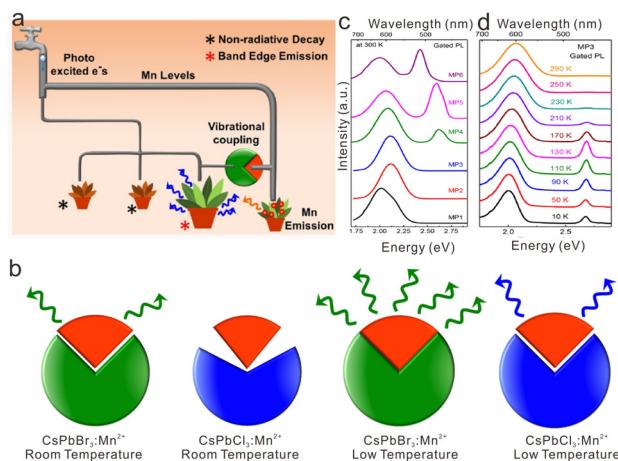 a
* Non-radiative Decay
* Band Edge Emission
Photo
excited e⁻s
Mn Levels
Vibrational
coupling
*
*
*
Mn
Emission
c
Wavelength (nm)
700 600 500
at 300 K
Gated PL
MP6
MP5
MP4
MP3
MP2
MP1
Intensity (a.u.)
1.75 2.00 2.25 2.50 2.75
Energy (eV)
d
Wavelength (nm)
700 600 500
MP3
Gated PL
290 K
250 K
230 K
210 K
170 K
130 K
110 K
90 K
50 K
10 K
2.0 2.5
Energy (eV)
b
CsPbBr₃:Mn²⁺
Room Temperature
CsPbCl₃:Mn²⁺
Room Temperature
CsPbBr₃:Mn²⁺
Low Temperature
CsPbCl₃:Mn²⁺
Low Temperature